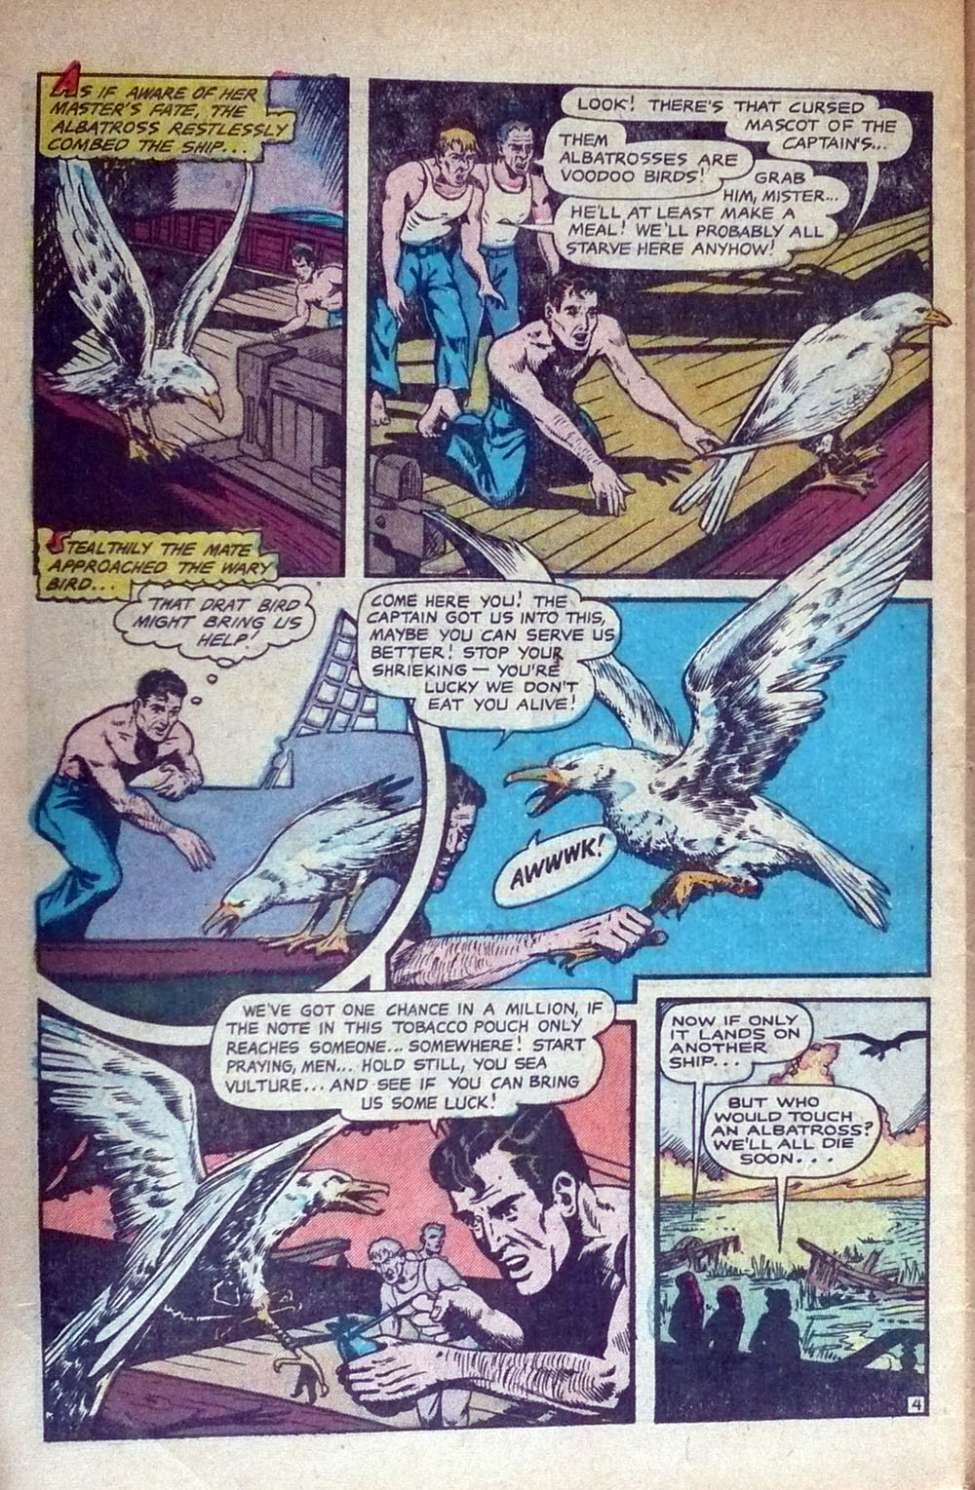 AS IF AWARE OF HER
MASTER'S FATE, THE
ALBATROSS RESTLESSLY
COMBED THE SHIP...
LOOK! THERE'S THAT CURSED
MASCOT OF THE
CAPTAIN'S...
THEM
ALBATROSSES ARE
VOODOO BIRDS!
GRAB
HIM, MISTER...
HE'LL AT LEAST MAKE A
MEAL! WE'LL PROBABLY ALL
STARVE HERE ANYHOW!
STEALTHILY THE MATE
APPROACHED THE WARY
BIRD...
THAT DRAT BIRD
MIGHT BRING US
HELP!
COME HERE YOU! THE
CAPTAIN GOT US INTO THIS,
MAYBE YOU CAN SERVE US
BETTER! STOP YOUR
SHRIEKING — YOU'RE
LUCKY WE DON'T
EAT YOU ALIVE!
AWWWK!
WE'VE GOT ONE CHANCE IN A MILLION, IF
THE NOTE IN THIS TOBACCO POUCH ONLY
REACHES SOMEONE... SOMEWHERE! START
PRAYING, MEN... HOLD STILL, YOU SEA
VULTURE... AND SEE IF YOU CAN BRING
US SOME LUCK!
NOW IF ONLY
IT LANDS ON
ANOTHER
SHIP...
BUT WHO
WOULD TOUCH
AN ALBATROSS?
WE'LL ALL DIE
SOON...
4